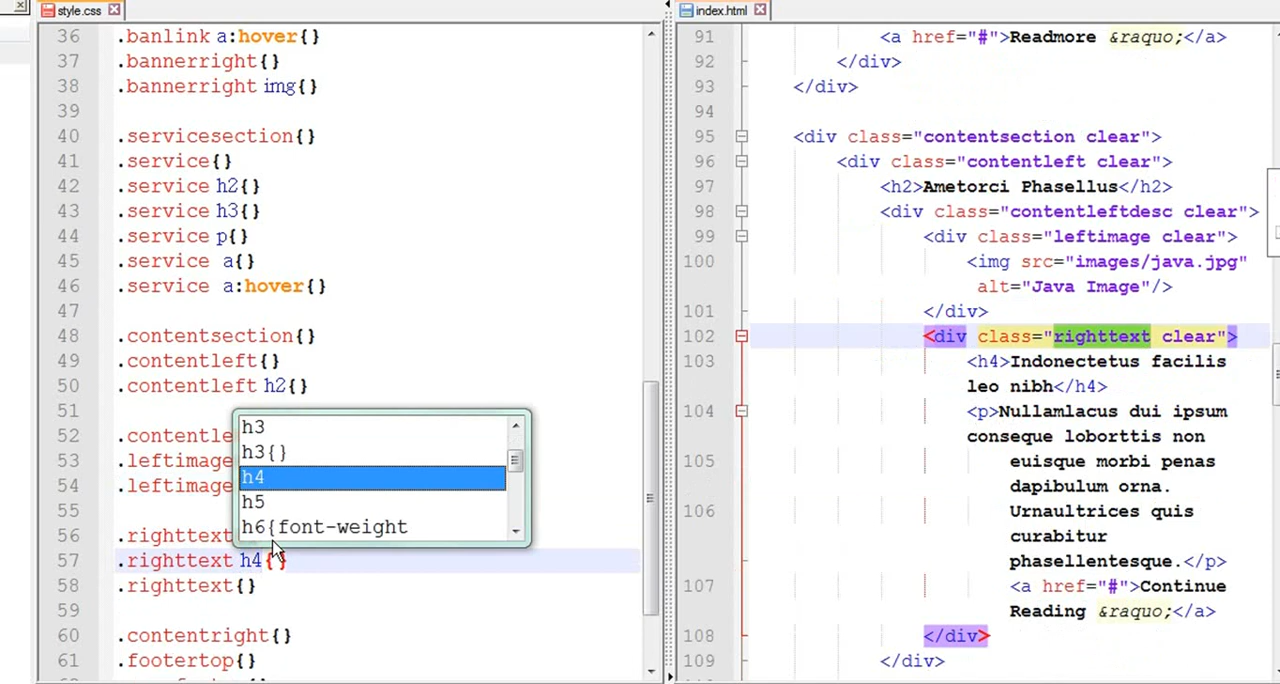 style.css
36 .banlink a:hover{}
37 .bannerright{}
38 .bannerright img{}
39
40 .servicesection{}
41 .service{}
42 .service h2{}
43 .service h3{}
44 .service p{}
45 .service  a{}
46 .service  a:hover{}
47
48 .contentsection{}
49 .contentleft{}
50 .contentleft h2{}
51
52 .contentle
53 .leftimage
54 .leftimage
55
56 .righttext
57 .righttext h4{}
58 .righttext{}
59
60 .contentright{}
61 .footertop{}
h3
h3{}
h4
h5
h6{font-weight
index.html
91 <a href="#">Readmore &raquo;</a>
92 </div>
93 </div>
94
95 <div class="contentsection clear">
96 <div class="contentleft clear">
97 <h2>Ametorci Phasellus</h2>
98 <div class="contentleftdesc clear">
99 <div class="leftimage clear">
100 <img src="images/java.jpg"
alt="Java Image"/>
101 </div>
102 <div class="righttext clear">
103 <h4>Indonectetus facilis
leo nibh</h4>
104 <p>Nullamlacus dui ipsum
conseque loborttis non
105 euisque morbi penas
dapibulum orna.
106 Urnaultrices quis
curabitur
phasellentesque.</p>
107 <a href="#">Continue
Reading &raquo;</a>
108 </div>
109 </div>